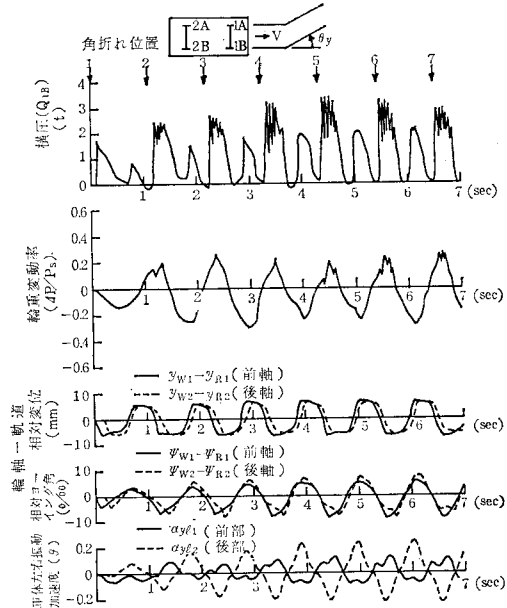 2A 1A
2B 1B
V
θy
角折れ位置
1 2 3 4 5 6 7
横圧(Q1B)
(t)
4
3
2
1
0
1 2 3 4 5 6 7 (sec)
輪重変動率
(ΔP/Ps)
0.6
0.4
0.2
0
-0.2
-0.4
-0.6
1 2 3 4 5 6 7 (sec)
輪軸－軌道
相対変位
(mm)
yW1－yR1(前軸)
yW2－yR2(後軸)
10
0
-10
1 2 3 4 5 6 7 (sec)
相対ヨーイング角
(‰)
ΨW1－ΨR1(前軸)
ΨW2－ΨR2(後軸)
10
0
-10
1 2 3 4 5 6 7 (sec)
車体左右振動
加速度(g)
αyℓ1(前部)
αyℓ2(後部)
0.2
0
-0.2
1 2 3 4 5 6 7 (sec)